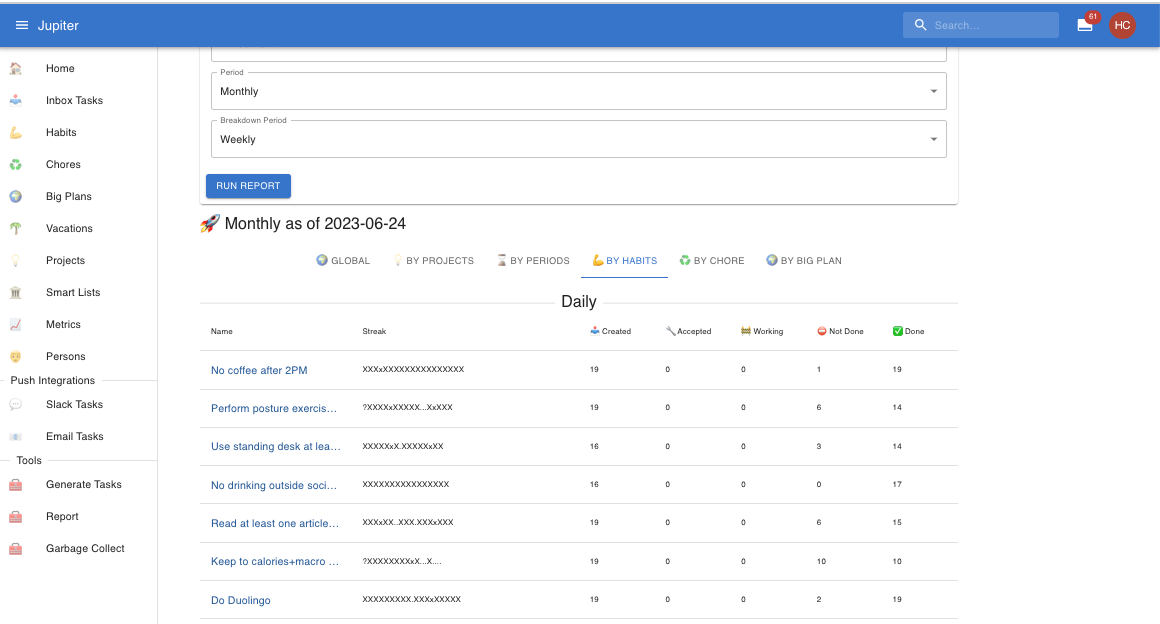 Jupiter
Search...
61
HC
Home
Inbox Tasks
Habits
Chores
Big Plans
Vacations
Projects
Smart Lists
Metrics
Persons
Push Integrations
Slack Tasks
Email Tasks
Tools
Generate Tasks
Report
Garbage Collect
Period
Monthly
Breakdown Period
Weekly
RUN REPORT
Monthly as of 2023-06-24
GLOBAL BY PROJECTS BY PERIODS BY HABITS BY CHORE BY BIG PLAN
Daily
Name Streak Created Accepted Working Not Done Done
No coffee after 2PM XXXxXXXXXXXXXXXXXXX 19 0 0 1 19
Perform posture exercis... ?XXXXxXXXXX...XxXXX 19 0 0 6 14
Use standing desk at lea... XXXXXxX.XXXXXxXX 16 0 0 3 14
No drinking outside soci... XXXXXXXXXXXXXXXX 16 0 0 0 17
Read at least one article... XXXxXX..XXX.XXXxXXX 19 0 0 6 15
Keep to calories+macro ... ?XXXXXXXXxX...X.... 19 0 0 10 10
Do Duolingo XXXXXXXXX.XXXxXXXXX 19 0 0 2 19